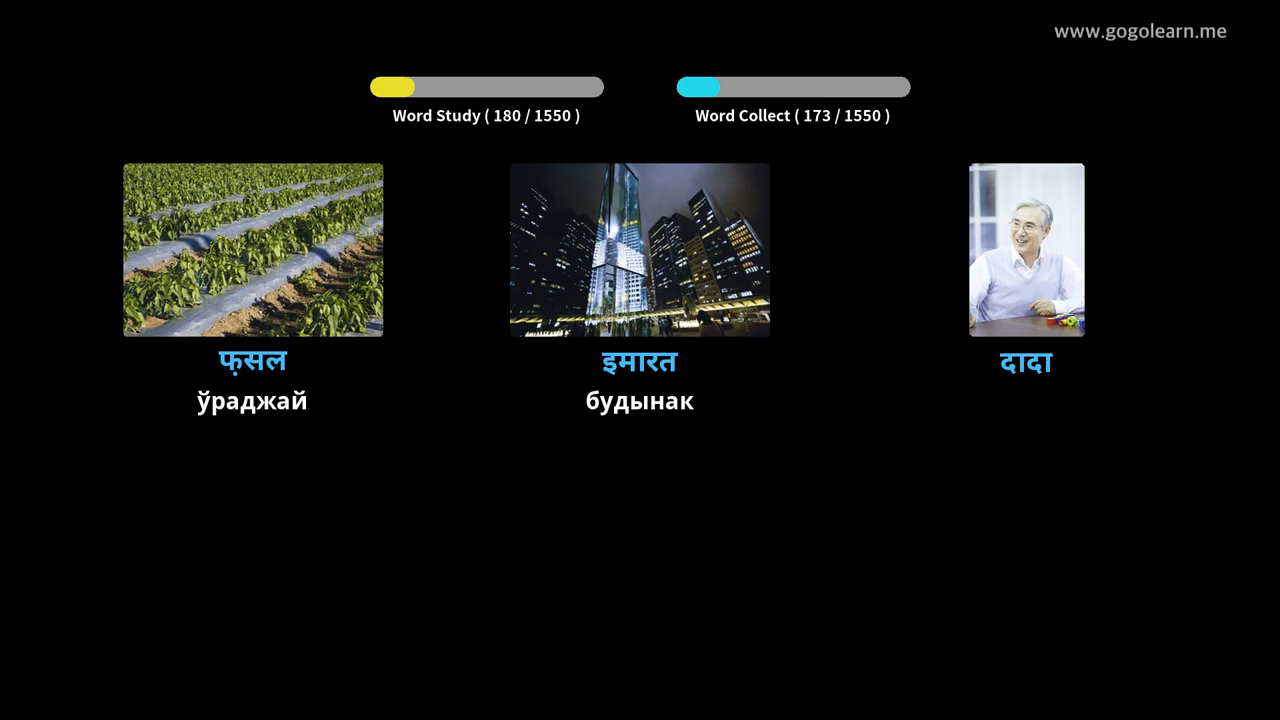 www.gogolearn.me
Word Study ( 180 / 1550 )
Word Collect ( 173 / 1550 )
फ़सल
इमारत
दादा
ўраджай
будынак